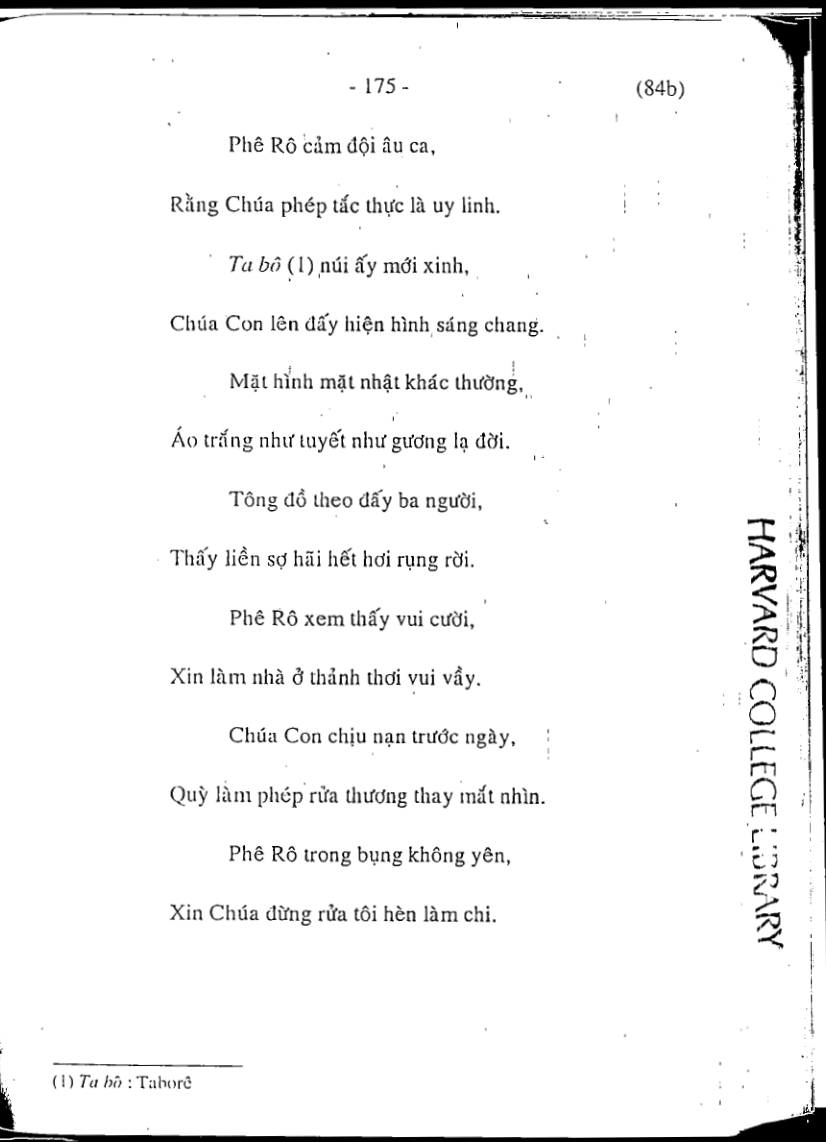 - 175 - (84b)
Phê Rô cảm đội âu ca,
Rằng Chúa phép tắc thực là uy linh.
Ta bô (1) núi ấy mới xinh,
Chúa Con lên đấy hiện hình sáng chang.
Mặt hình mặt nhật khác thường,
Áo trắng như tuyết như gương lạ đời.
Tông đồ theo đấy ba người,
Thấy liền sợ hãi hết hơi rụng rời.
Phê Rô xem thấy vui cười,
Xin làm nhà ở thảnh thơi vui vầy.
Chúa Con chịu nạn trước ngày,
Quỳ làm phép rửa thương thay mắt nhìn.
Phê Rô trong bụng không yên,
Xin Chúa đừng rửa tôi hèn làm chi.
HARVARD COLLEGE LIBRARY
(1) Ta bô : Taborê